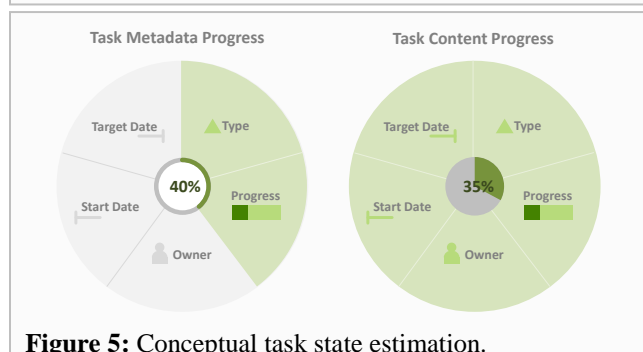 Task Metadata Progress
Task Content Progress
Target Date
Type
Target Date
Type
40%
35%
Start Date
Progress
Start Date
Progress
Owner
Owner
Figure 5: Conceptual task state estimation.